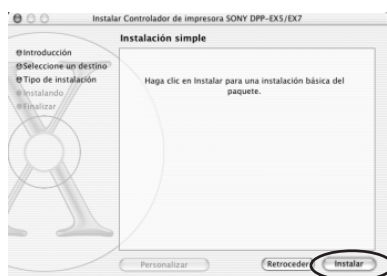 Instalar Controlador de impresora SONY DPP-EX5/EX7
Instalación simple
Introducción
Seleccione un destino
Tipo de instalación
Instalando
Finalizar
Haga clic en Instalar para una instalación básica del
paquete.
Personalizar
Retroceder
Instalar